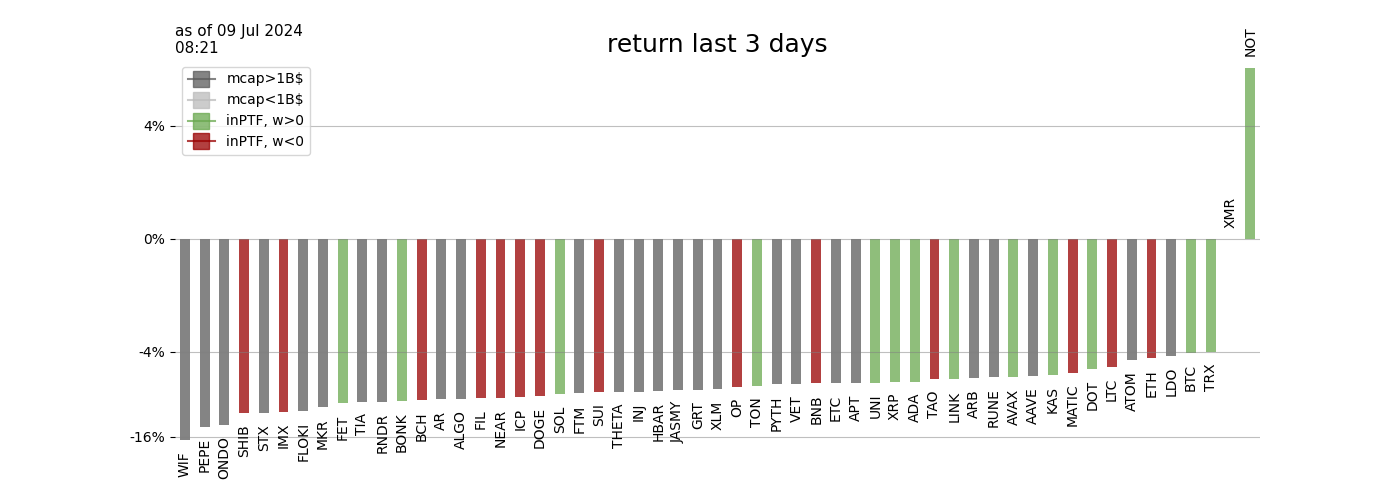 as of 09 Jul 2024
08:21
return last 3 days
mcap>1B$
mcap<1B$
inPTF, w>0
inPTF, w<0
4%
0%
-4%
-16%
WIF
PEPE
ONDO
SHIB
STX
IMX
FLOKI
MKR
FET
TIA
RNDR
BONK
BCH
AR
ALGO
FIL
NEAR
ICP
DOGE
SOL
FTM
SUI
THETA
INJ
HBAR
JASMY
GRT
XLM
OP
TON
PYTH
VET
BNB
ETC
APT
UNI
XRP
ADA
TAO
LINK
ARB
RUNE
AVAX
AAVE
KAS
MATIC
DOT
LTC
ATOM
ETH
LDO
BTC
TRX
XMR
NOT